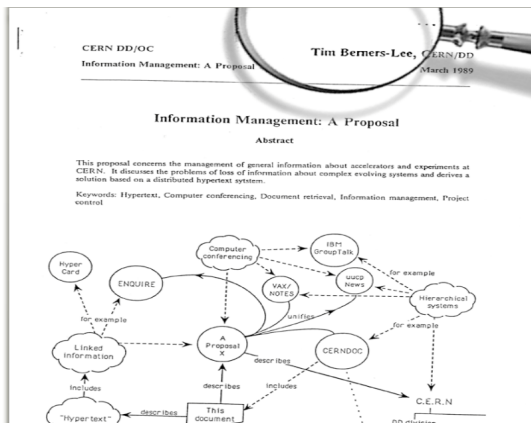 ...
CERN DD/OC
Tim Berners-Lee, CERN/DD
Information Management: A Proposal
March 1989
Information Management: A Proposal
Abstract
This proposal concerns the management of general information about accelerators and experiments at
CERN. It discusses the problems of loss of information about complex evolving systems and derives a
solution based on a distributed hypertext sytstem.
Keywords: Hypertext, Computer conferencing, Document retrieval, Information management, Project
control
Computer
conferencing
IBM
GroupTalk
Hyper
Card
ENQUIRE
VAX/
NOTES
uucp
News
for example
Hierarchical
systems
unifies
for example
Linked
Information
A
Proposal
X
CERNDOC
for example
describes
describes
includes
C.E.R.N
Includes
"Hypertext"
describes
This
document
DD division